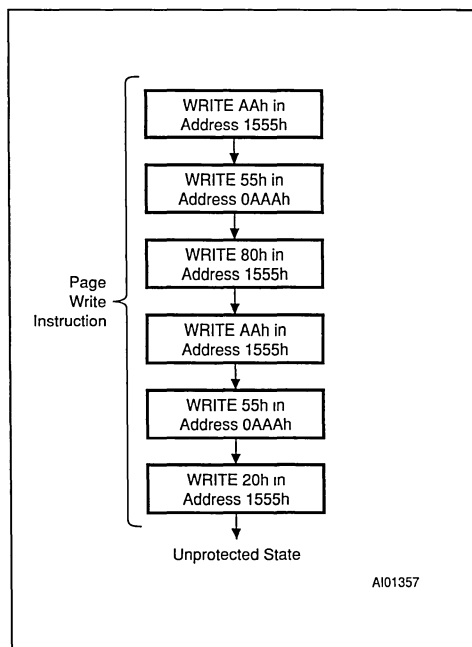 WRITE AAh in
Address 1555h
WRITE 55h in
Address 0AAAh
WRITE 80h in
Address 1555h
Page
Write
Instruction
WRITE AAh in
Address 1555h
WRITE 55h in
Address 0AAAh
WRITE 20h in
Address 1555h
Unprotected State
AI01357